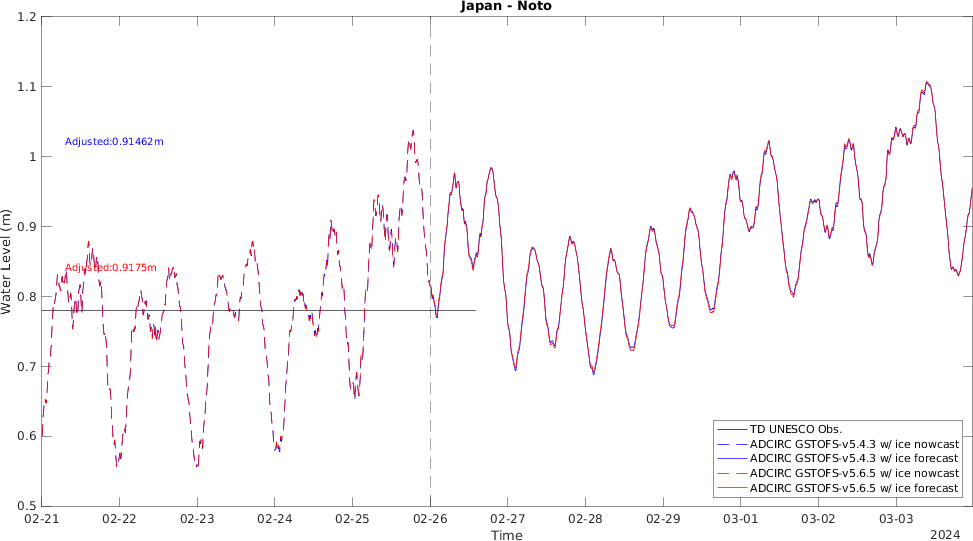 Japan - Noto
1.2
1.1
1
0.9
0.8
0.7
0.6
0.5
Water Level (m)
Adjusted:0.91462m
Adjusted:0.9175m
TD UNESCO Obs.
ADCIRC GSTOFS-v5.4.3 w/ ice nowcast
ADCIRC GSTOFS-v5.4.3 w/ ice forecast
ADCIRC GSTOFS-v5.6.5 w/ ice nowcast
ADCIRC GSTOFS-v5.6.5 w/ ice forecast
02-21 02-22 02-23 02-24 02-25 02-26 02-27 02-28 02-29 03-01 03-02 03-03
Time
2024